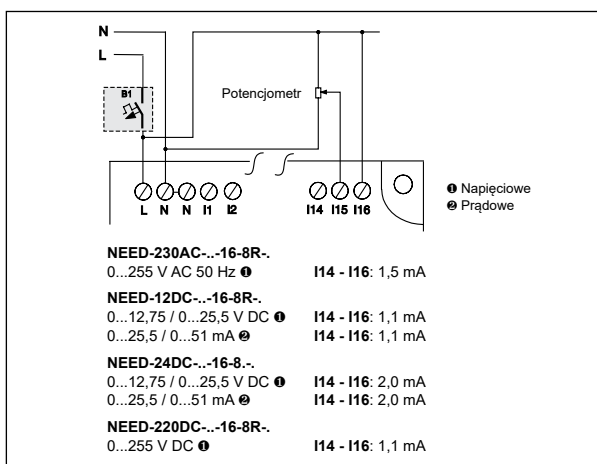 N
L
B1
Potencjometr
L N N I1 I2 I14 I15 I16
❶ Napięciowe
❷ Prądowe
NEED-230AC-..-16-8R-.
0...255 V AC 50 Hz ❶ I14 - I16: 1,5 mA
NEED-12DC-..-16-8R-.
0...12,75 / 0...25,5 V DC ❶ I14 - I16: 1,1 mA
0...25,5 / 0...51 mA ❷ I14 - I16: 1,1 mA
NEED-24DC-..-16-8.-.
0...12,75 / 0...25,5 V DC ❶ I14 - I16: 2,0 mA
0...25,5 / 0...51 mA ❷ I14 - I16: 2,0 mA
NEED-220DC-..-16-8R-.
0...255 V DC ❶ I14 - I16: 1,1 mA